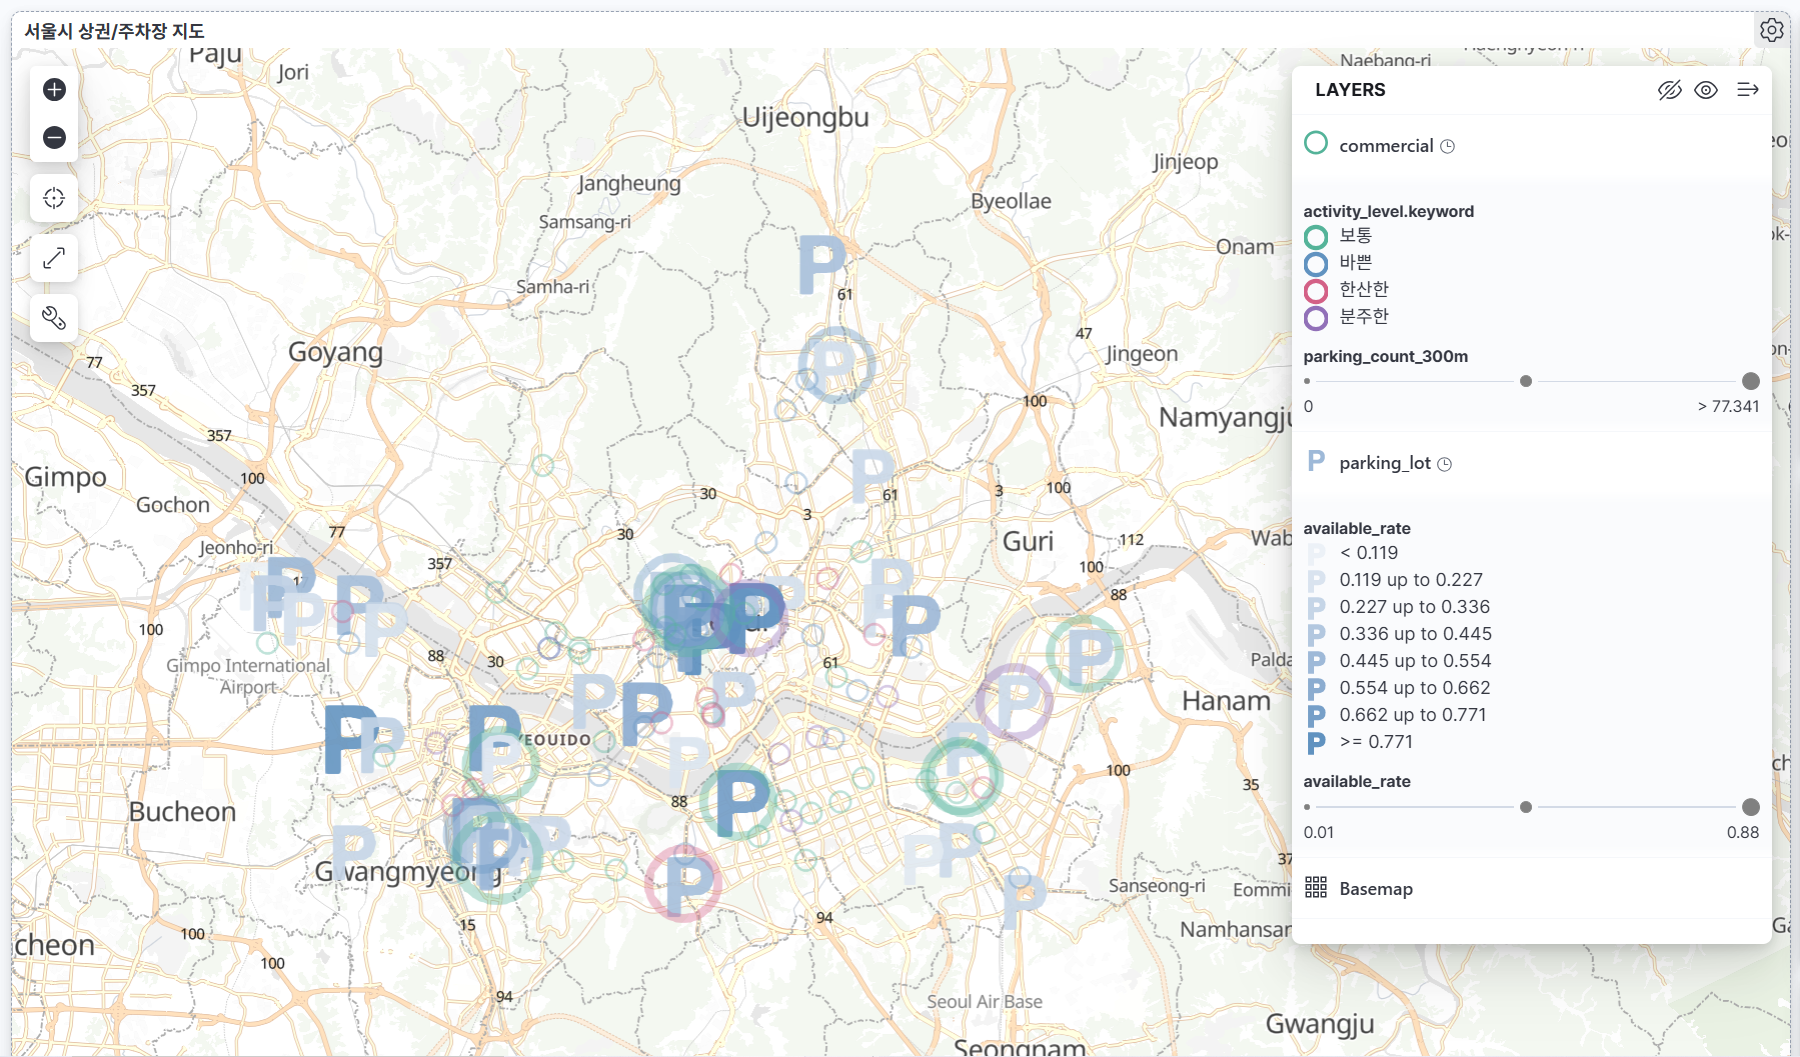 서울시 상권/주차장 지도
LAYERS
commercial
activity_level.keyword
보통
바쁜
한산한
분주한
parking_count_300m
0
> 77.341
P parking_lot
available_rate
P < 0.119
P 0.119 up to 0.227
P 0.227 up to 0.336
P 0.336 up to 0.445
P 0.445 up to 0.554
P 0.554 up to 0.662
P 0.662 up to 0.771
P >= 0.771
available_rate
0.01
0.88
Basemap
Paju
Jori
Naebang-ri
Uijeongbu
Jinjeop
Jangheung
Byeollae
Samsang-ri
Onam
Samha-ri
61
47
Goyang
Jingeon
77
357
100
Namyangju
357
Gimpo
100
Gochon
30
61
3
100
3
77
30
Guri
112
Jeonho-ri
357
100
88
100
88
30
61
Gimpo International
Airport
Hanam
YEOUIDO
100
35
Bucheon
88
Gwangmyeong
37
Sanseong-ri
94
15
Namhansan
100
cheon
100
94
Seoul Air Base
Gwangju
Seongnam